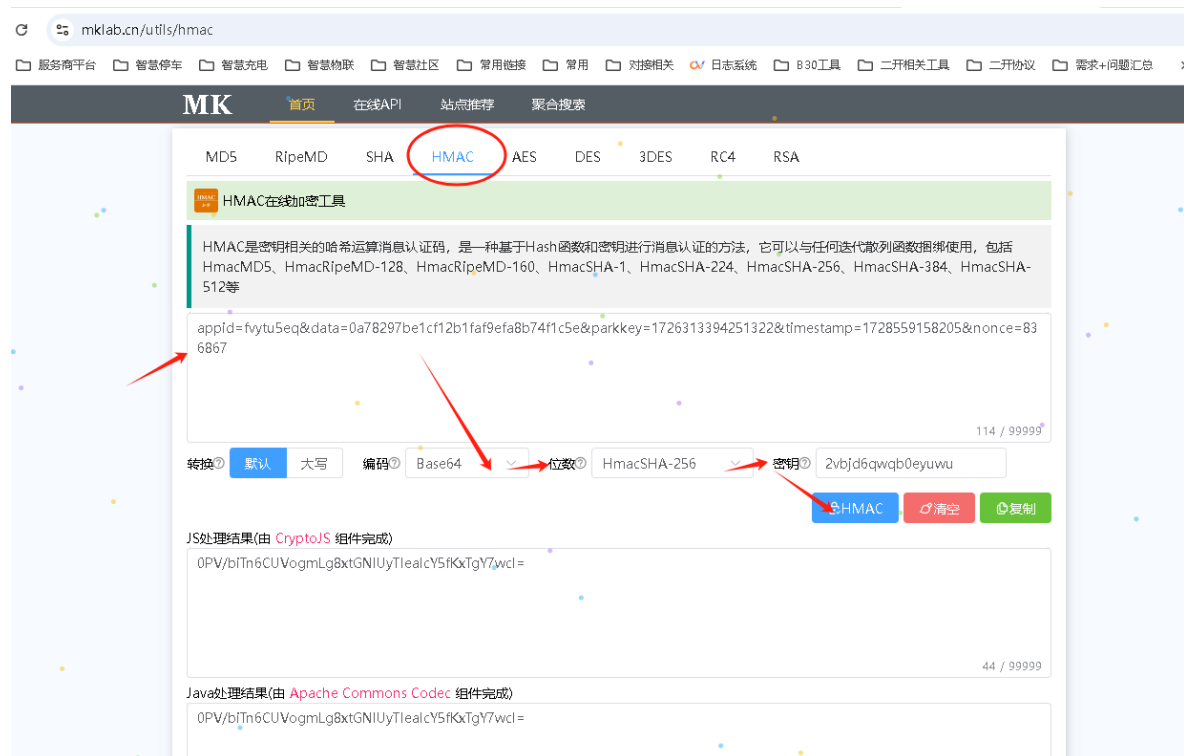 mklab.cn/utils/hmac
服务商平台 智慧停车 智慧充电 智慧物联 智慧社区 常用链接 常用 对接相关 日志系统 B30工具 二开相关工具 二开协议 需求+问题汇总
MK 首页 在线API 站点推荐 聚合搜索
MD5 RipeMD SHA HMAC AES DES 3DES RC4 RSA
HMAC在线加密工具
HMAC是密钥相关的哈希运算消息认证码，是一种基于Hash函数和密钥进行消息认证的方法，它可以与任何迭代散列函数捆绑使用，包括
HmacMD5、HmacRipeMD-128、HmacRipeMD-160、HmacSHA-1、HmacSHA-224、HmacSHA-256、HmacSHA-384、HmacSHA-
512等
appid=fvytu5eq&data=0a78297be1cf12b1faf9efa8b74f1c5e&parkkey=1726313394251322&timestamp=1728559158205&nonce=83
6867
114 / 99999
转换 默认 大写 编码 Base64 位数 HmacSHA-256 密钥 2vbjd6qwqb0eyuwu
HMAC 清空 复制
JS处理结果(由 CryptoJS 组件完成)
0PV/biTn6CUVogmLg8xtGNIUyTIealcY5fKxTgY7wcI=
44 / 99999
Java处理结果(由 Apache Commons Codec 组件完成)
0PV/biTn6CUVogmLg8xtGNIUyTIealcY5fKxTgY7wcI=